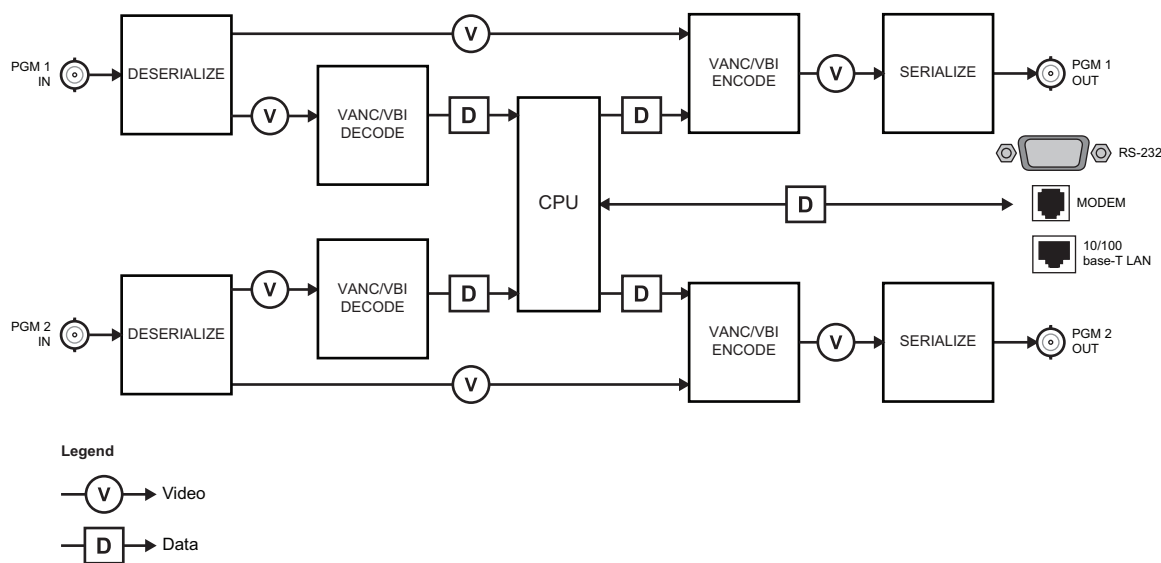 PGM 1
IN
DESERIALIZE
V
V
VANC/VBI
DECODE
D
CPU
D
VANC/VBI
ENCODE
V
SERIALIZE
PGM 1
OUT
RS-232
D
MODEM
10/100
base-T LAN
PGM 2
IN
DESERIALIZE
V
VANC/VBI
DECODE
D
D
V
VANC/VBI
ENCODE
V
SERIALIZE
PGM 2
OUT
Legend
V Video
D Data